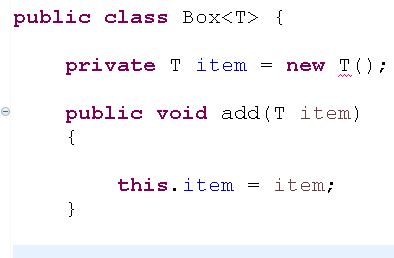 public class Box<T> {
private T item = new T();
public void add(T item)
{
this.item = item;
}